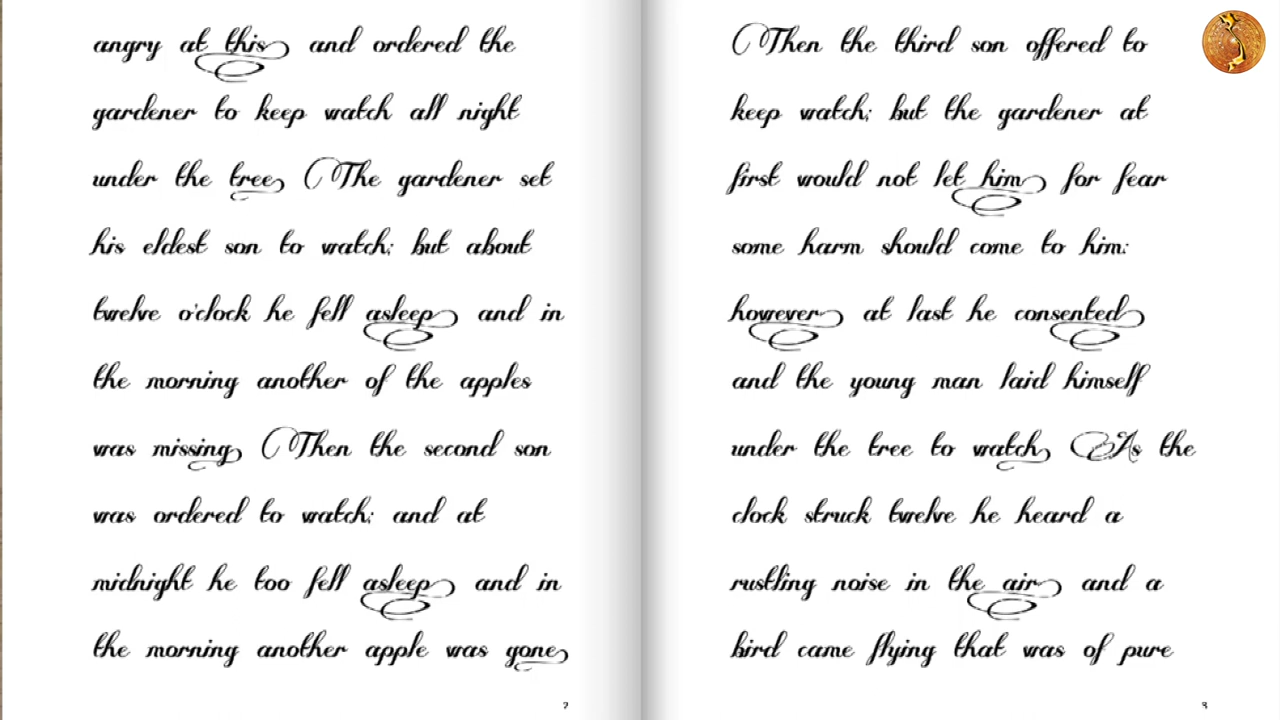 angry at this, and ordered the
gardener to keep watch all night
under the tree. The gardener set
his eldest son to watch; but about
twelve o'clock he fell asleep, and in
the morning another of the apples
was missing. Then the second son
was ordered to watch; and at
midnight he too fell asleep, and in
the morning another apple was gone.
2
Then the third son offered to
keep watch; but the gardener at
first would not let him, for fear
some harm should come to him:
however, at last he consented,
and the young man laid himself
under the tree to watch. As the
clock struck twelve he heard a
rustling noise in the air, and a
bird came flying that was of pure
3